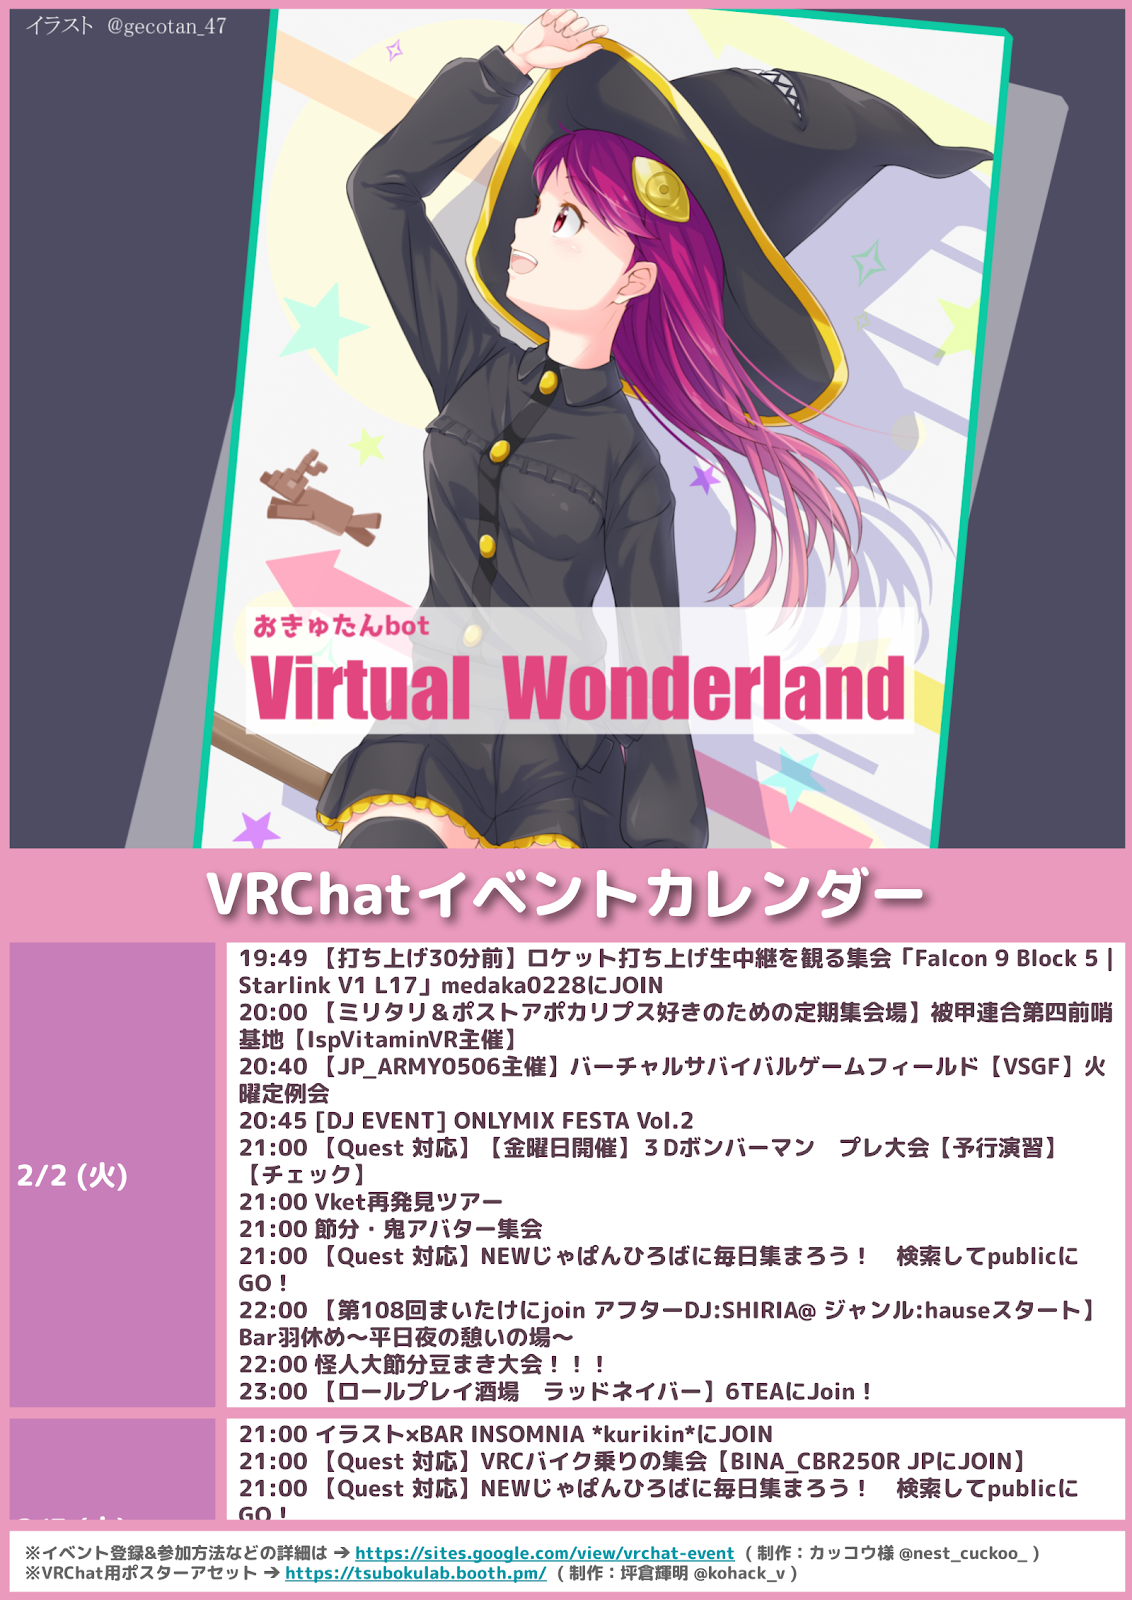 イラスト @gecotan_47
おきゅたんbot
Virtual Wonderland
VRChatイベントカレンダー
2/2 (火)
19:49 【打ち上げ30分前】ロケット打ち上げ生中継を観る集会「Falcon 9 Block 5 |
Starlink V1 L17」medaka0228にJOIN
20:00 【ミリタリ＆ポストアポカリプス好きのための定期集会場】被甲連合第四前哨
基地【IspVitaminVR主催】
20:40 【JP_ARMY0506主催】バーチャルサバイバルゲームフィールド【VSGF】火
曜定例会
20:45 [DJ EVENT] ONLYMIX FESTA Vol.2
21:00 【Quest 対応】【金曜日開催】３Dボンバーマン　プレ大会【予行演習】
【チェック】
21:00 Vket再発見ツアー
21:00 節分・鬼アバター集会
21:00 【Quest 対応】NEWじゃぱんひろばに毎日集まろう！　検索してpublicに
GO！
22:00 【第108回まいたけにjoin アフターDJ:SHIRIA@ ジャンル:hauseスタート】
Bar羽休め〜平日夜の憩いの場〜
22:00 怪人大節分豆まき大会！！！
23:00 【ロールプレイ酒場　ラッドネイバー】6TEAにJoin！
21:00 イラスト×BAR INSOMNIA *kurikin*にJOIN
21:00 【Quest 対応】VRCバイク乗りの集会【BINA_CBR250R JPにJOIN】
21:00 【Quest 対応】NEWじゃぱんひろばに毎日集まろう！　検索してpublicに
GO！
※イベント登録&参加方法などの詳細は → https://sites.google.com/view/vrchat-event （ 制作：カッコウ様 @nest_cuckoo_ ）
※VRChat用ポスターアセット → https://tsubokulab.booth.pm/ （ 制作：坪倉輝明 @kohack_v ）